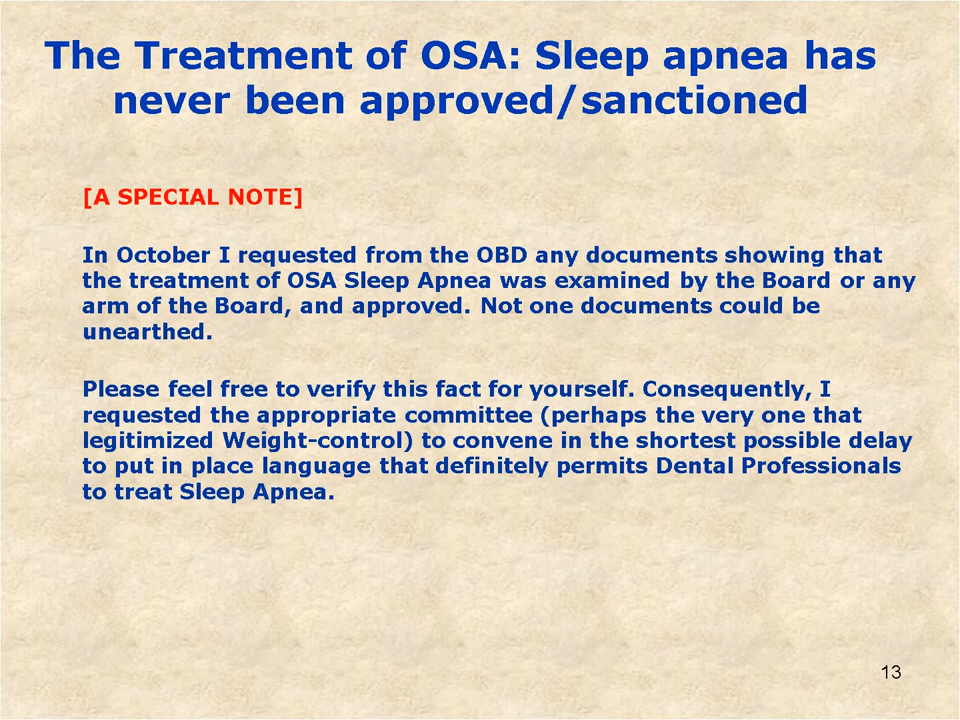 The Treatment of OSA: Sleep apnea has
never been approved/sanctioned
[A SPECIAL NOTE]
In October I requested from the OBD any documents showing that
the treatment of OSA Sleep Apnea was examined by the Board or any
arm of the Board, and approved. Not one documents could be
unearthed.
Please feel free to verify this fact for yourself. Consequently, I
requested the appropriate committee (perhaps the very one that
legitimized Weight-control) to convene in the shortest possible delay
to put in place language that definitely permits Dental Professionals
to treat Sleep Apnea.
13